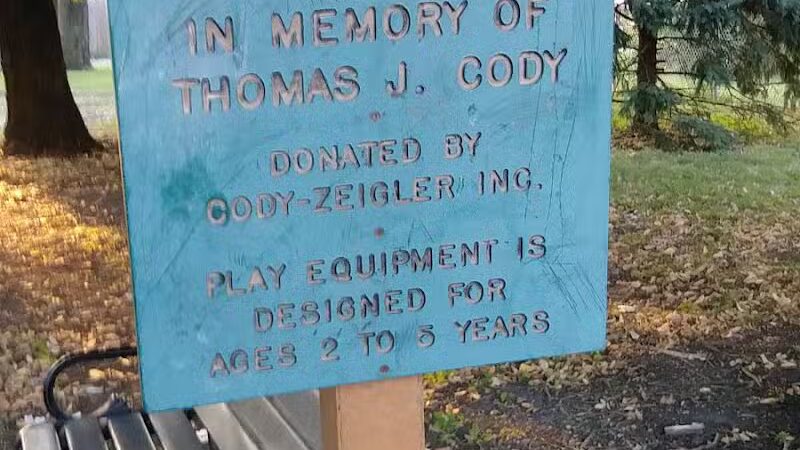 IN MEMORY OF
THOMAS J. CODY
DONATED BY
CODY-ZEIGLER INC.
PLAY EQUIPMENT IS
DESIGNED FOR
AGES 2 TO 5 YEARS